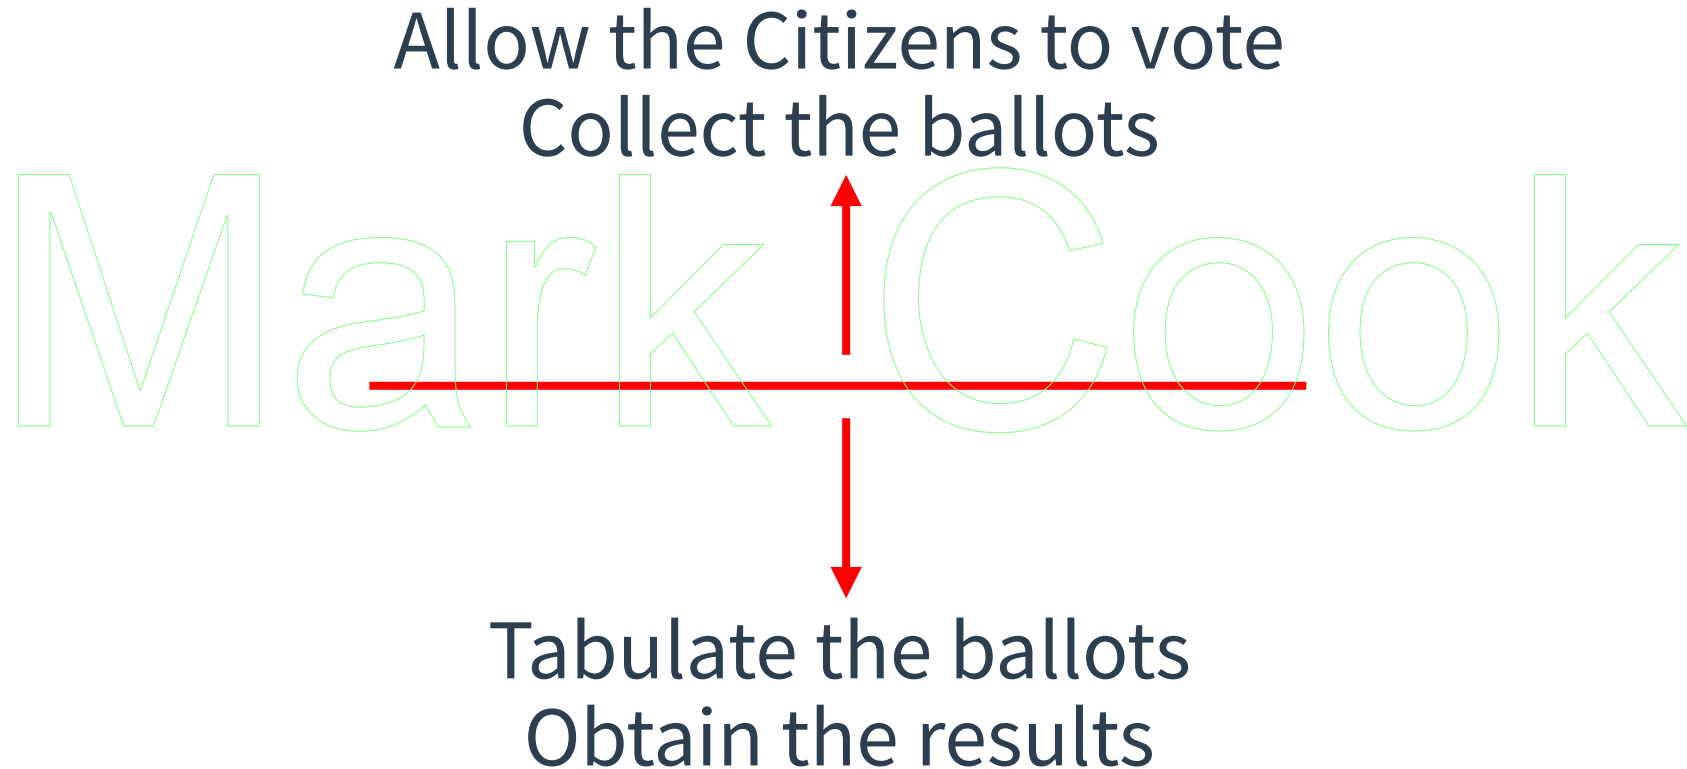 Allow the Citizens to vote
Collect the ballots
Mark Cook
Tabulate the ballots
Obtain the results